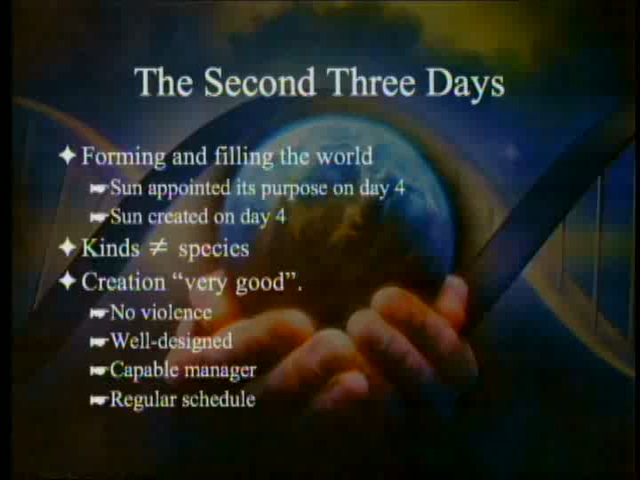 The Second Three Days
Forming and filling the world
Sun appointed its purpose on day 4
Sun created on day 4
Kinds ≠ species
Creation “very good”.
No violence
Well-designed
Capable manager
Regular schedule